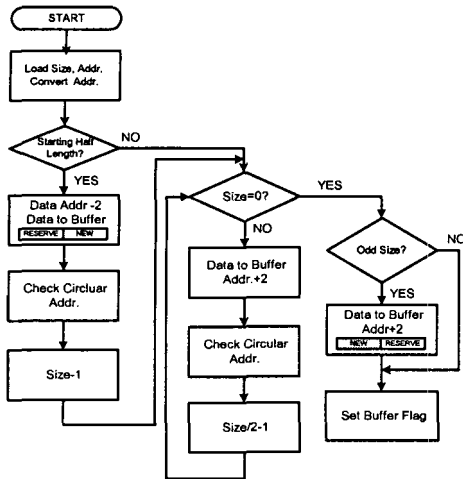 START
Load Size, Addr,
Convert Addr.
Starting Half
Length?
NO
YES
Data Addr -2
Data to Buffer
RESERVE NEW
Check Circluar
Addr.
Size-1
Size=0?
YES
NO
Data to Buffer
Addr.+2
Check Circular
Addr.
Size/2-1
Odd Size?
NO
YES
Data to Buffer
Addr+2
NEW RESERVE
Set Buffer Flag